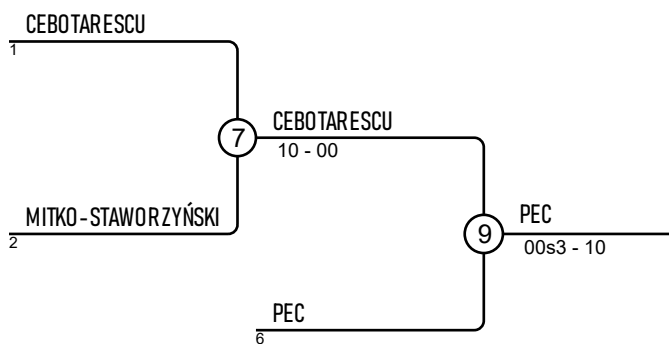 CEBOTARESCU
1
7
CEBOTARESCU
10 - 00
MITKO-STAWORZYŃSKI
2
9
PEC
00s3 - 10
PEC
6